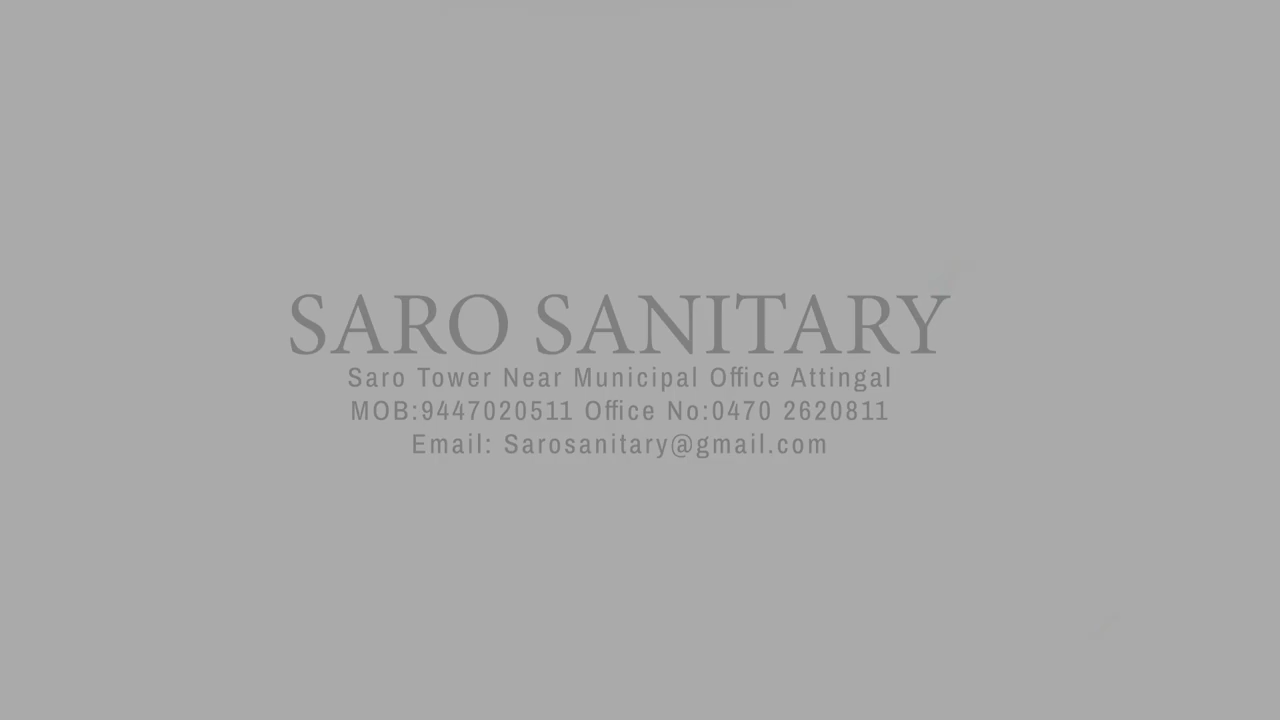 SARO SANITARY
Saro Tower Near Municipal Office Attingal
MOB:9447020511 Office No:0470 2620811
Email: Sarosanitary@gmail.com